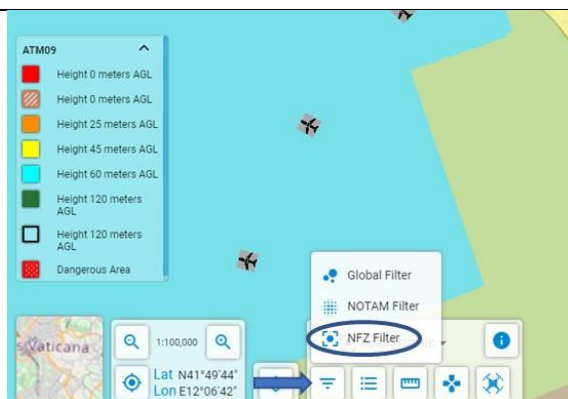 ATM09
Height 0 meters AGL
Height 0 meters AGL
Height 25 meters AGL
Height 45 meters AGL
Height 60 meters AGL
Height 120 meters
AGL
Height 120 meters
AGL
Dangerous Area
Global Filter
NOTAM Filter
NFZ Filter
Vaticana
1:100,000
Lat N41°49'44"
Lon E12°06'42"